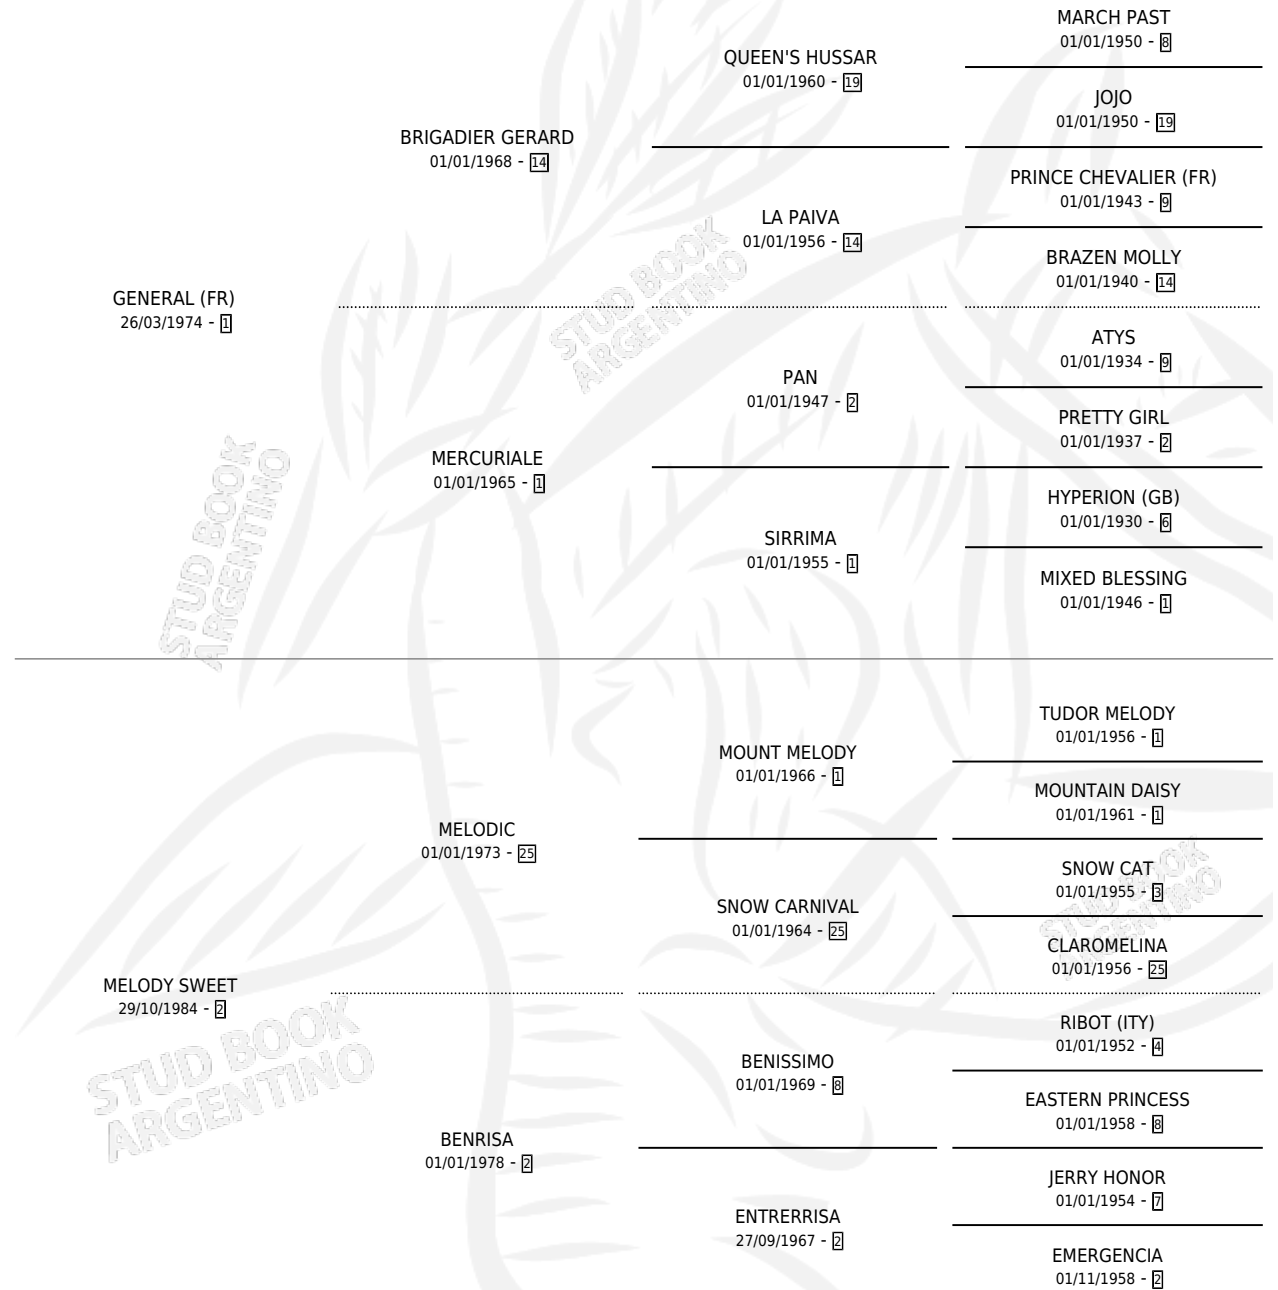 MARCH PAST
01/01/1950 - 8
QUEEN'S HUSSAR
01/01/1960 - 19
JOJO
01/01/1950 - 19
BRIGADIER GERARD
01/01/1968 - 14
PRINCE CHEVALIER (FR)
01/01/1943 - 9
LA PAIVA
01/01/1956 - 14
BRAZEN MOLLY
01/01/1940 - 14
GENERAL (FR)
26/03/1974 - 1
ATYS
01/01/1934 - 9
PAN
01/01/1947 - 2
PRETTY GIRL
01/01/1937 - 2
MERCURIALE
01/01/1965 - 1
HYPERION (GB)
01/01/1930 - 6
SIRRIMA
01/01/1955 - 1
MIXED BLESSING
01/01/1946 - 1
TUDOR MELODY
01/01/1956 - 1
MOUNT MELODY
01/01/1966 - 1
MOUNTAIN DAISY
01/01/1961 - 1
MELODIC
01/01/1973 - 25
SNOW CAT
01/01/1955 - 3
SNOW CARNIVAL
01/01/1964 - 25
CLAROMELINA
01/01/1956 - 25
MELODY SWEET
29/10/1984 - 2
RIBOT (ITY)
01/01/1952 - 4
BENISSIMO
01/01/1969 - 8
EASTERN PRINCESS
01/01/1958 - 8
BENRISA
01/01/1978 - 2
JERRY HONOR
01/01/1954 - 7
ENTRERRISA
27/09/1967 - 2
EMERGENCIA
01/11/1958 - 2
STUD BOOK
ARGENTINO
STUD BOOK
ARGENTINO
STUD BOOK
ARGENTINO
STUD BOOK
ARGENTINO